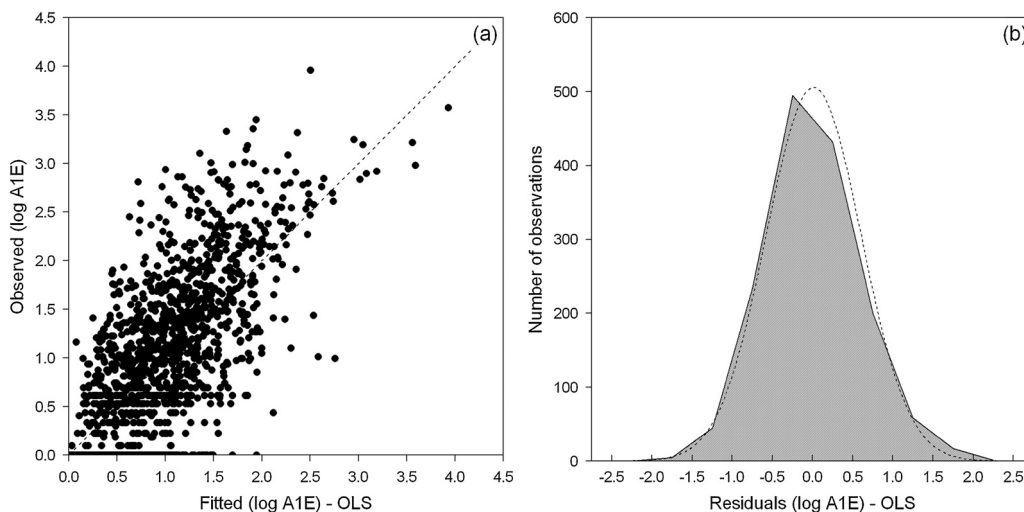 (a)
4.5
4.0
3.5
3.0
2.5
2.0
1.5
1.0
0.5
0.0
Observed (log A1E)
0.0 0.5 1.0 1.5 2.0 2.5 3.0 3.5 4.0 4.5
Fitted (log A1E) - OLS
(b)
600
500
400
300
200
100
0
Number of observations
-2.5 -2.0 -1.5 -1.0 -0.5 0.0 0.5 1.0 1.5 2.0 2.5
Residuals (log A1E) - OLS